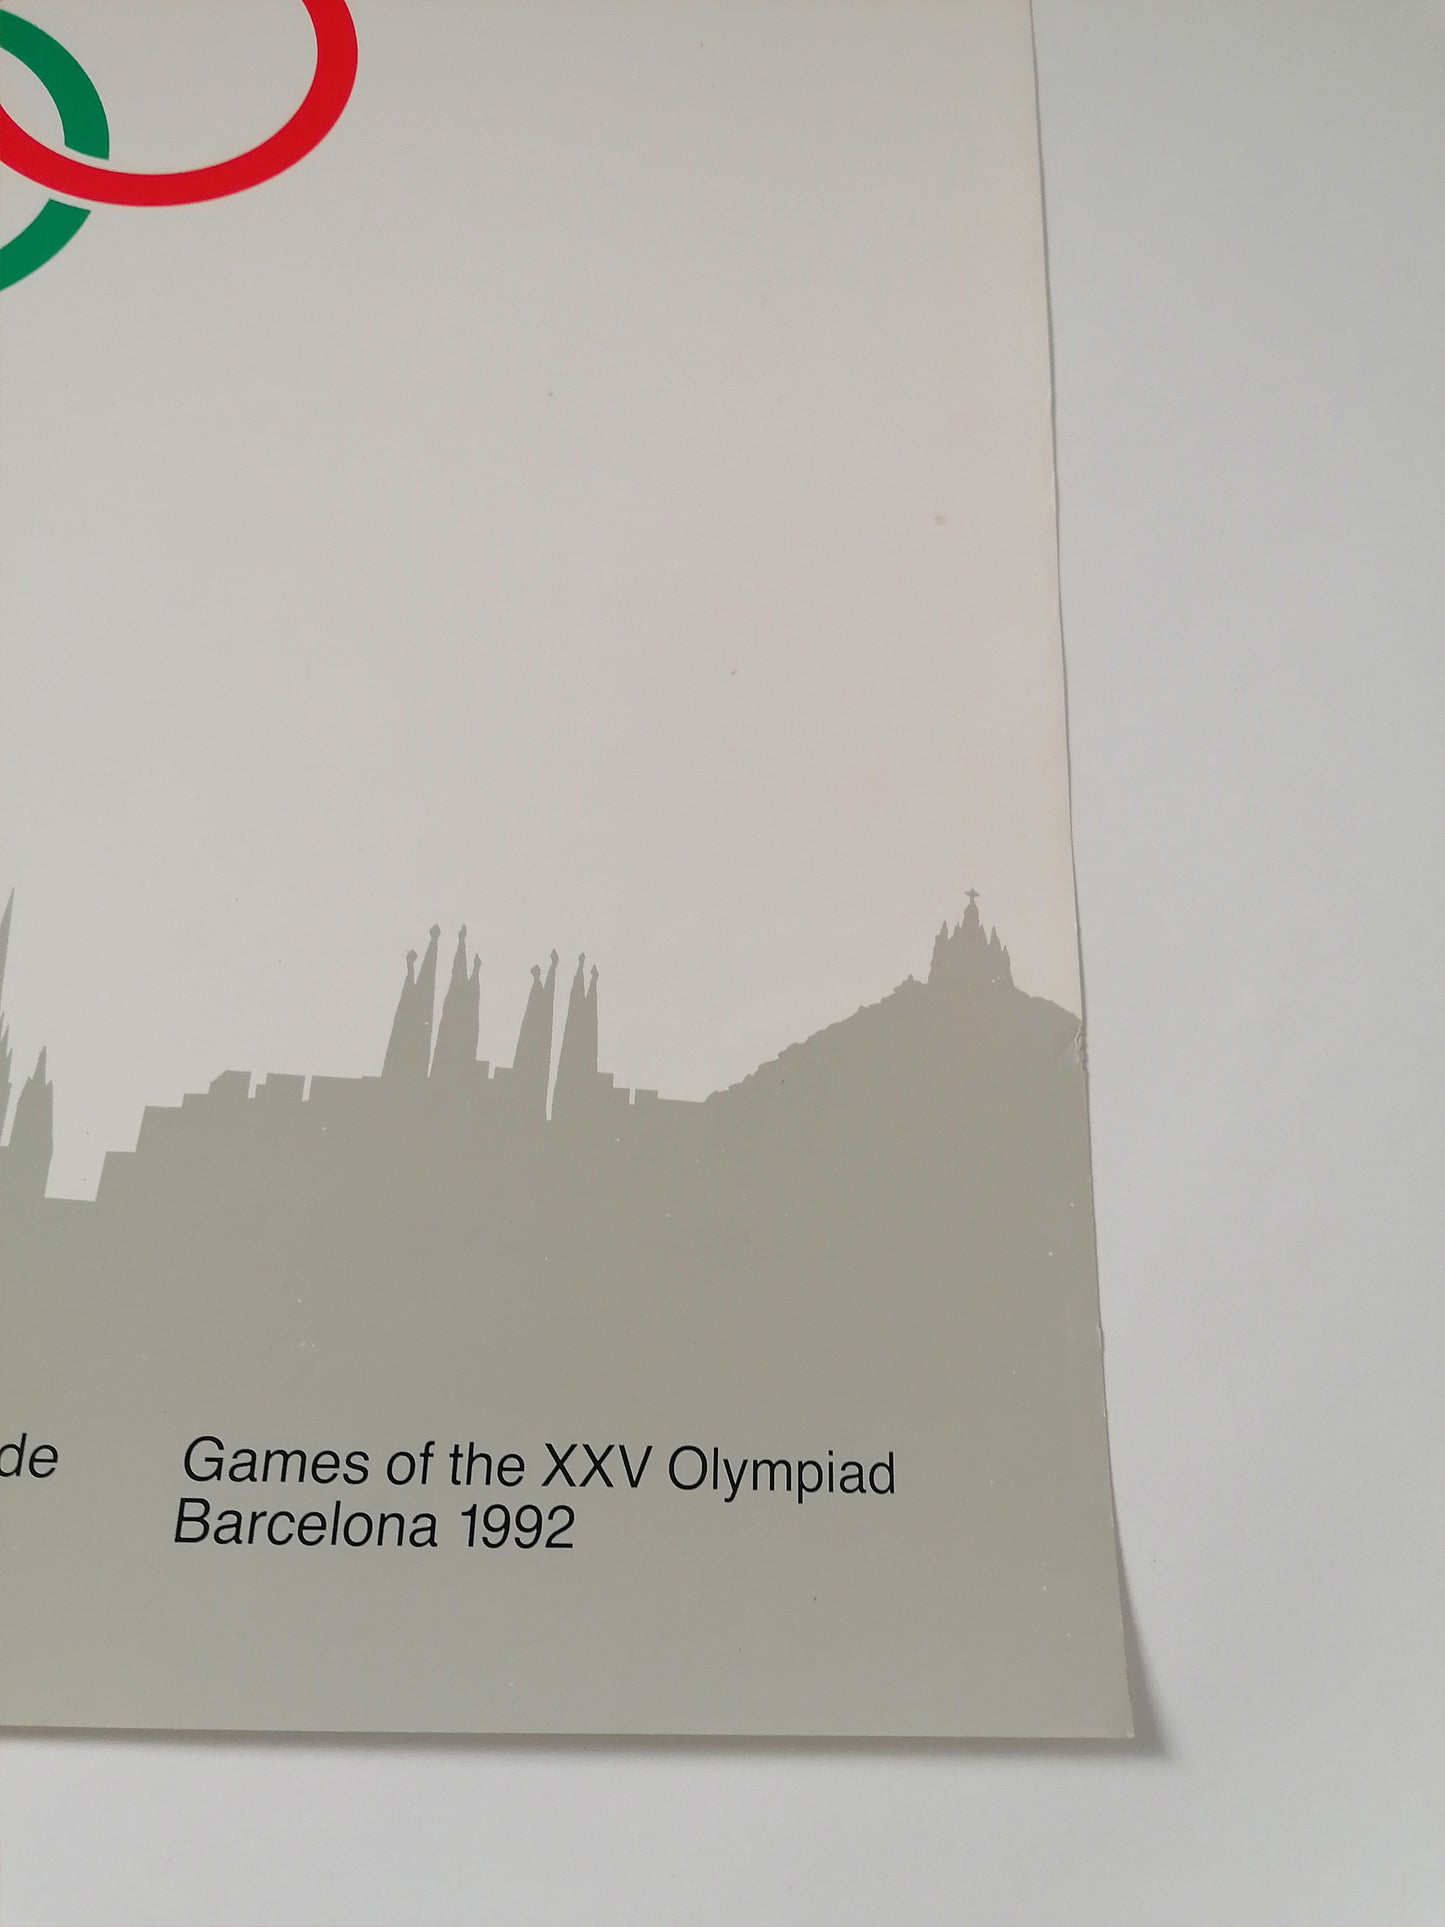 de
Games of the XXV Olympiad
Barcelona 1992